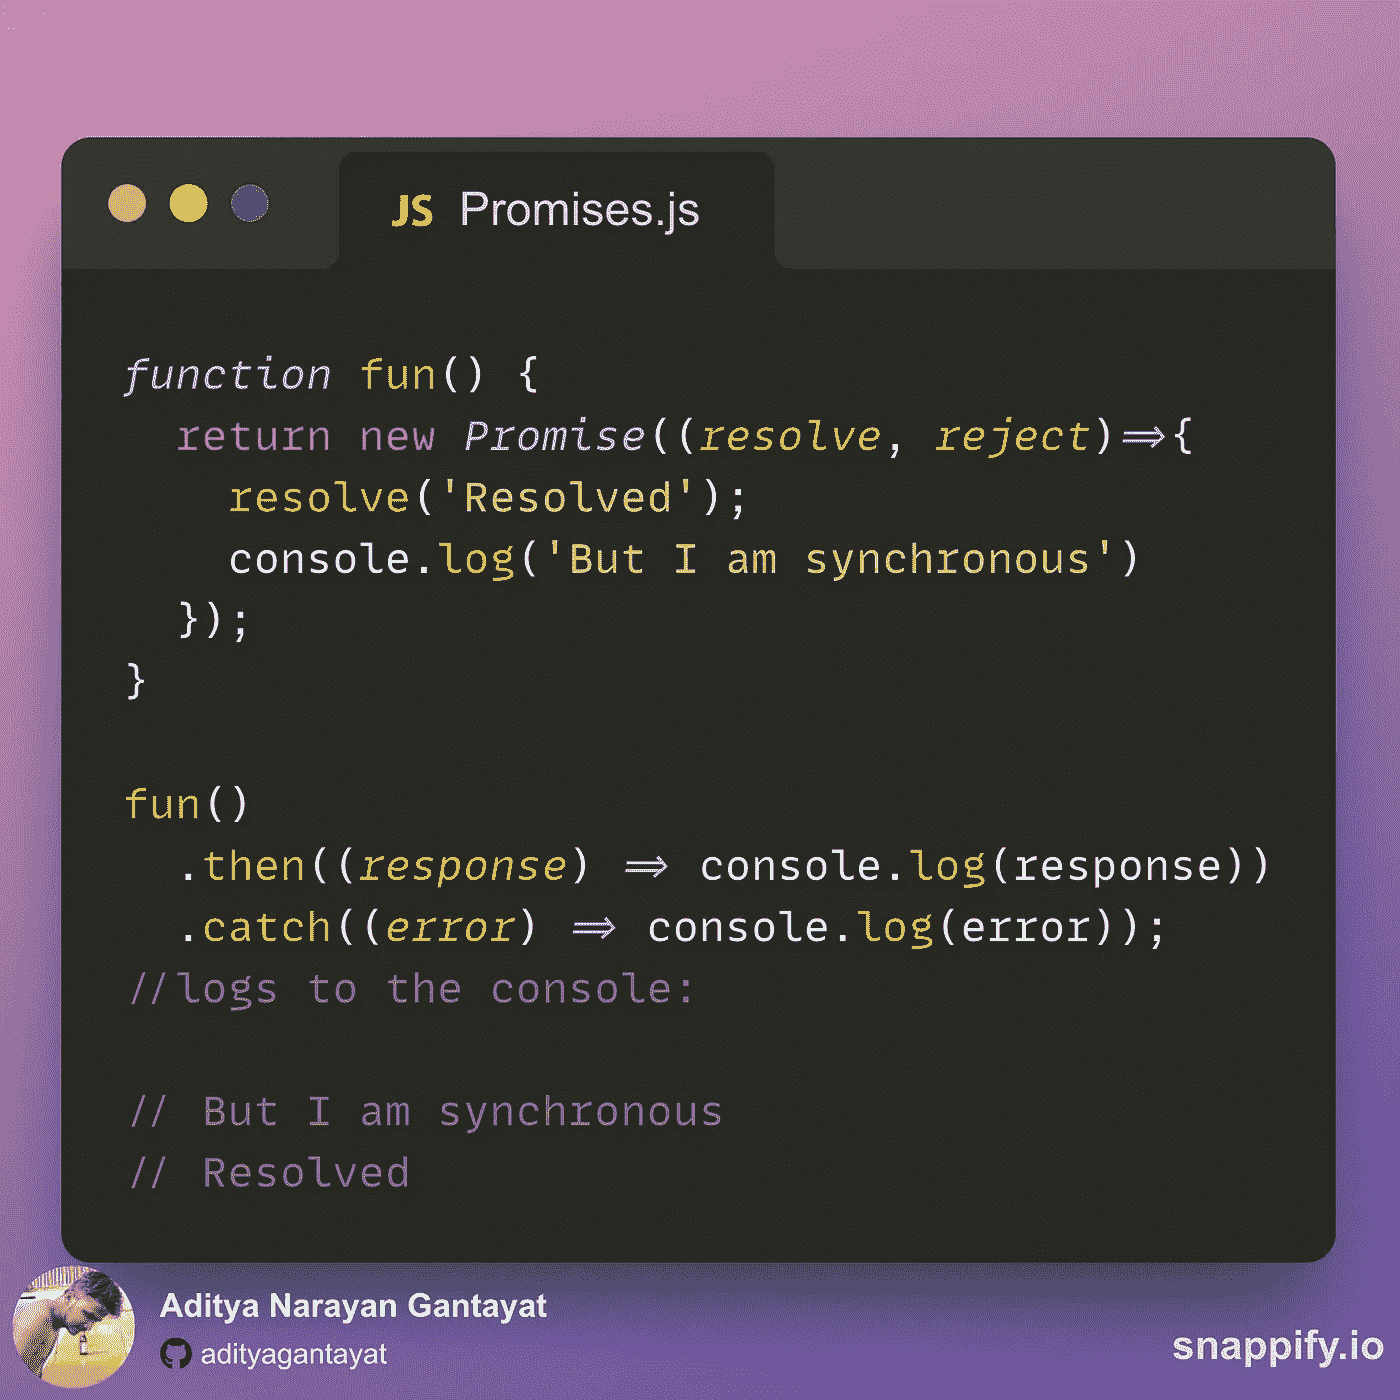 JS Promises.js
function fun() {
  return new Promise((resolve, reject)=>{
    resolve('Resolved');
    console.log('But I am synchronous')
  });
}
fun()
  .then((response) => console.log(response))
  .catch((error) => console.log(error));
//logs to the console:
// But I am synchronous
// Resolved
Aditya Narayan Gantayat
adityagantayat
snappify.io